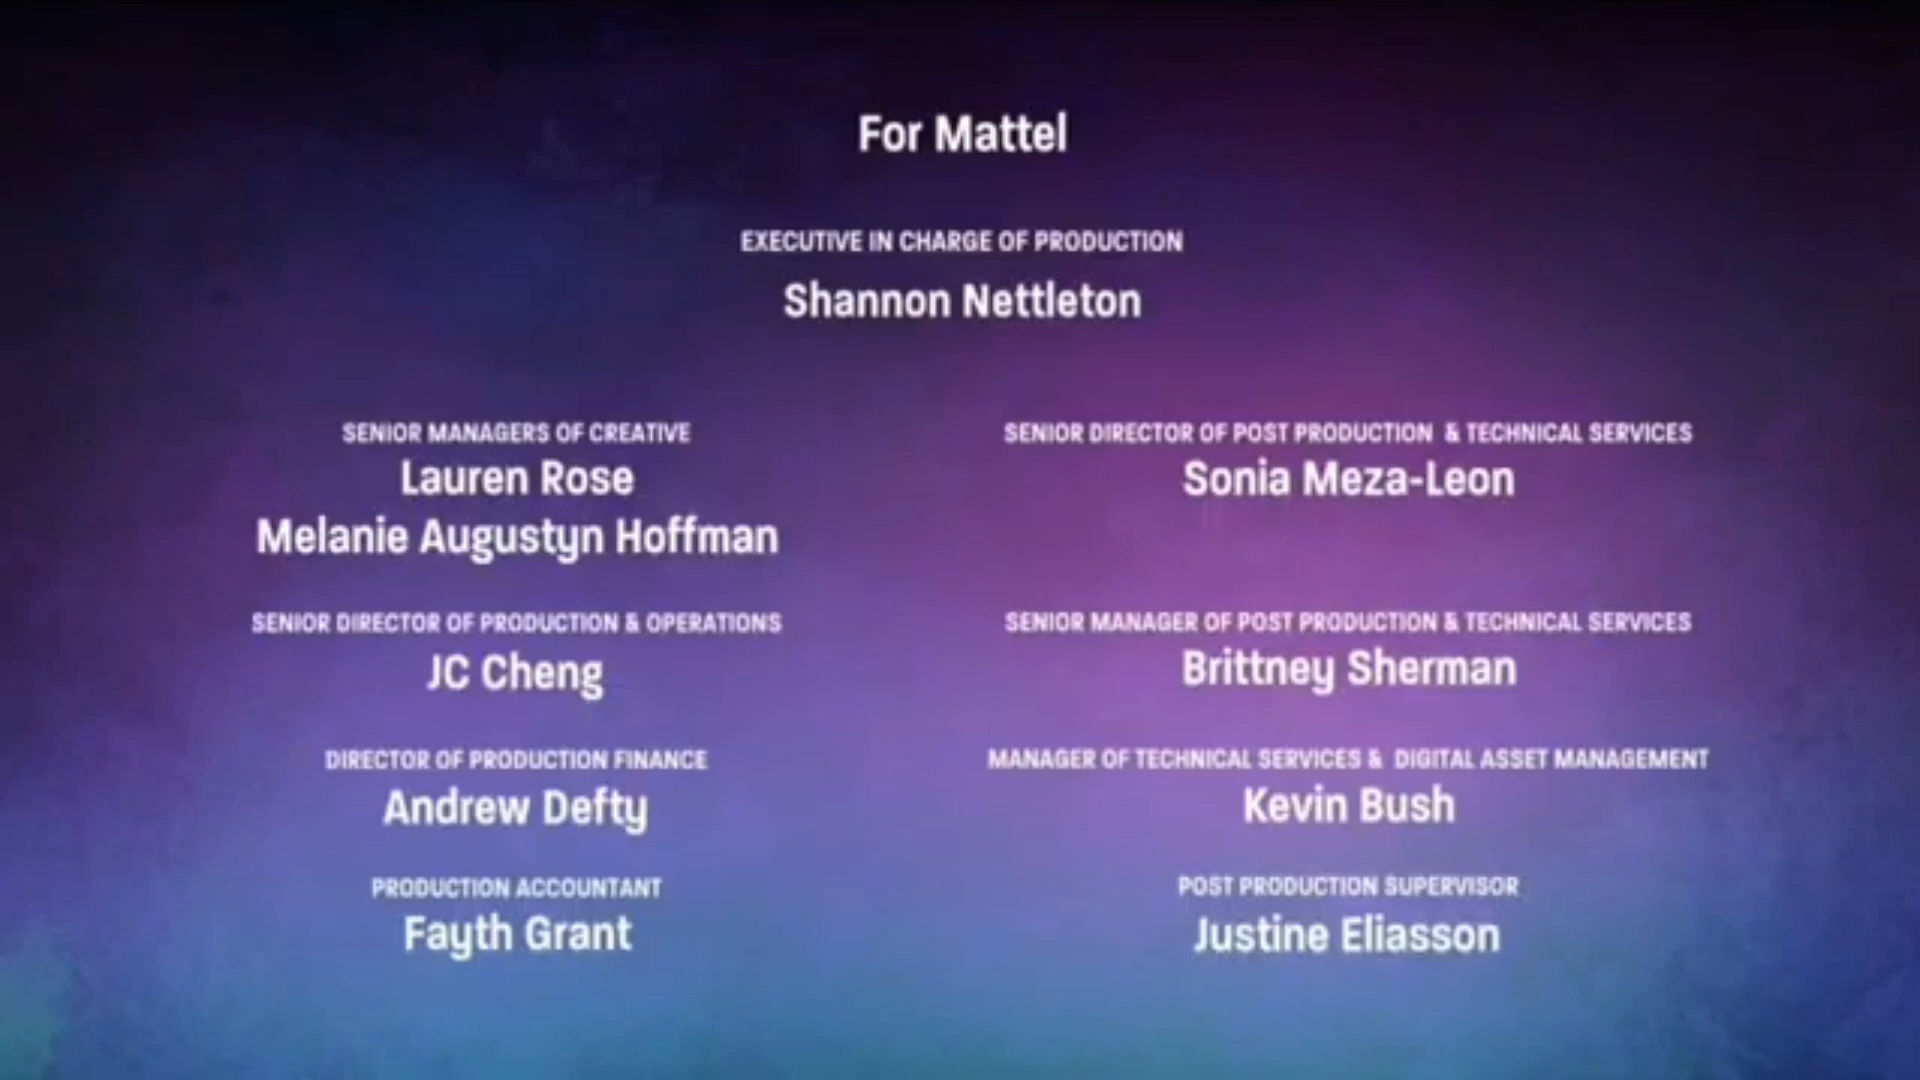 For Mattel
EXECUTIVE IN CHARGE OF PRODUCTION
Shannon Nettleton
SENIOR MANAGERS OF CREATIVE
Lauren Rose
Melanie Augustyn Hoffman
SENIOR DIRECTOR OF PRODUCTION & OPERATIONS
JC Cheng
DIRECTOR OF PRODUCTION FINANCE
Andrew Defty
PRODUCTION ACCOUNTANT
Fayth Grant
SENIOR DIRECTOR OF POST PRODUCTION & TECHNICAL SERVICES
Sonia Meza-Leon
SENIOR MANAGER OF POST PRODUCTION & TECHNICAL SERVICES
Brittney Sherman
MANAGER OF TECHNICAL SERVICES & DIGITAL ASSET MANAGEMENT
Kevin Bush
POST PRODUCTION SUPERVISOR
Justine Eliasson